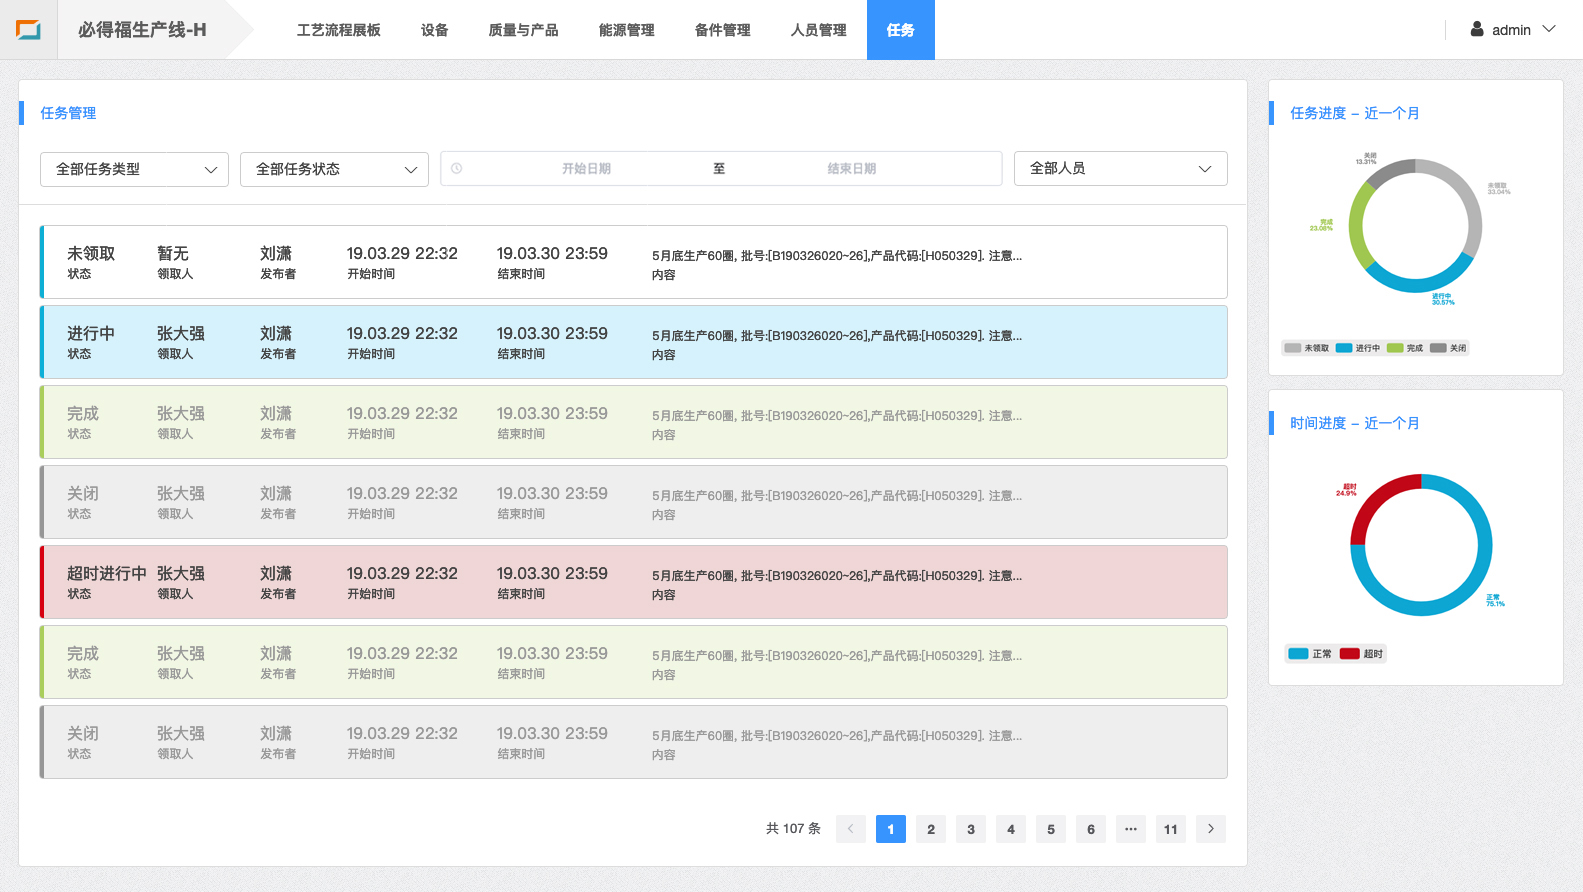 必得福生产线-H 工艺流程展板 设备 质量与产品 能源管理 备件管理 人员管理 任务 admin
任务管理
全部任务类型 全部任务状态 开始日期 至 结束日期 全部人员
未领取 暂无 刘潇 19.03.29 22:32 19.03.30 23:59 5月底生产60圈, 批号:[B190326020~26],产品代码:[H050329]. 注意...
状态 领取人 发布者 开始时间 结束时间 内容
进行中 张大强 刘潇 19.03.29 22:32 19.03.30 23:59 5月底生产60圈, 批号:[B190326020~26],产品代码:[H050329]. 注意...
状态 领取人 发布者 开始时间 结束时间 内容
完成 张大强 刘潇 19.03.29 22:32 19.03.30 23:59 5月底生产60圈, 批号:[B190326020~26],产品代码:[H050329]. 注意...
状态 领取人 发布者 开始时间 结束时间 内容
关闭 张大强 刘潇 19.03.29 22:32 19.03.30 23:59 5月底生产60圈, 批号:[B190326020~26],产品代码:[H050329]. 注意...
状态 领取人 发布者 开始时间 结束时间 内容
超时进行中 张大强 刘潇 19.03.29 22:32 19.03.30 23:59 5月底生产60圈, 批号:[B190326020~26],产品代码:[H050329]. 注意...
状态 领取人 发布者 开始时间 结束时间 内容
完成 张大强 刘潇 19.03.29 22:32 19.03.30 23:59 5月底生产60圈, 批号:[B190326020~26],产品代码:[H050329]. 注意...
状态 领取人 发布者 开始时间 结束时间 内容
关闭 张大强 刘潇 19.03.29 22:32 19.03.30 23:59 5月底生产60圈, 批号:[B190326020~26],产品代码:[H050329]. 注意...
状态 领取人 发布者 开始时间 结束时间 内容
共 107 条 1 2 3 4 5 6 ··· 11
任务进度 – 近一个月
关闭
13.31%
未领取
33.04%
完成
23.08%
进行中
30.57%
未领取 进行中 完成 关闭
时间进度 – 近一个月
超时
24.9%
正常
75.1%
正常 超时